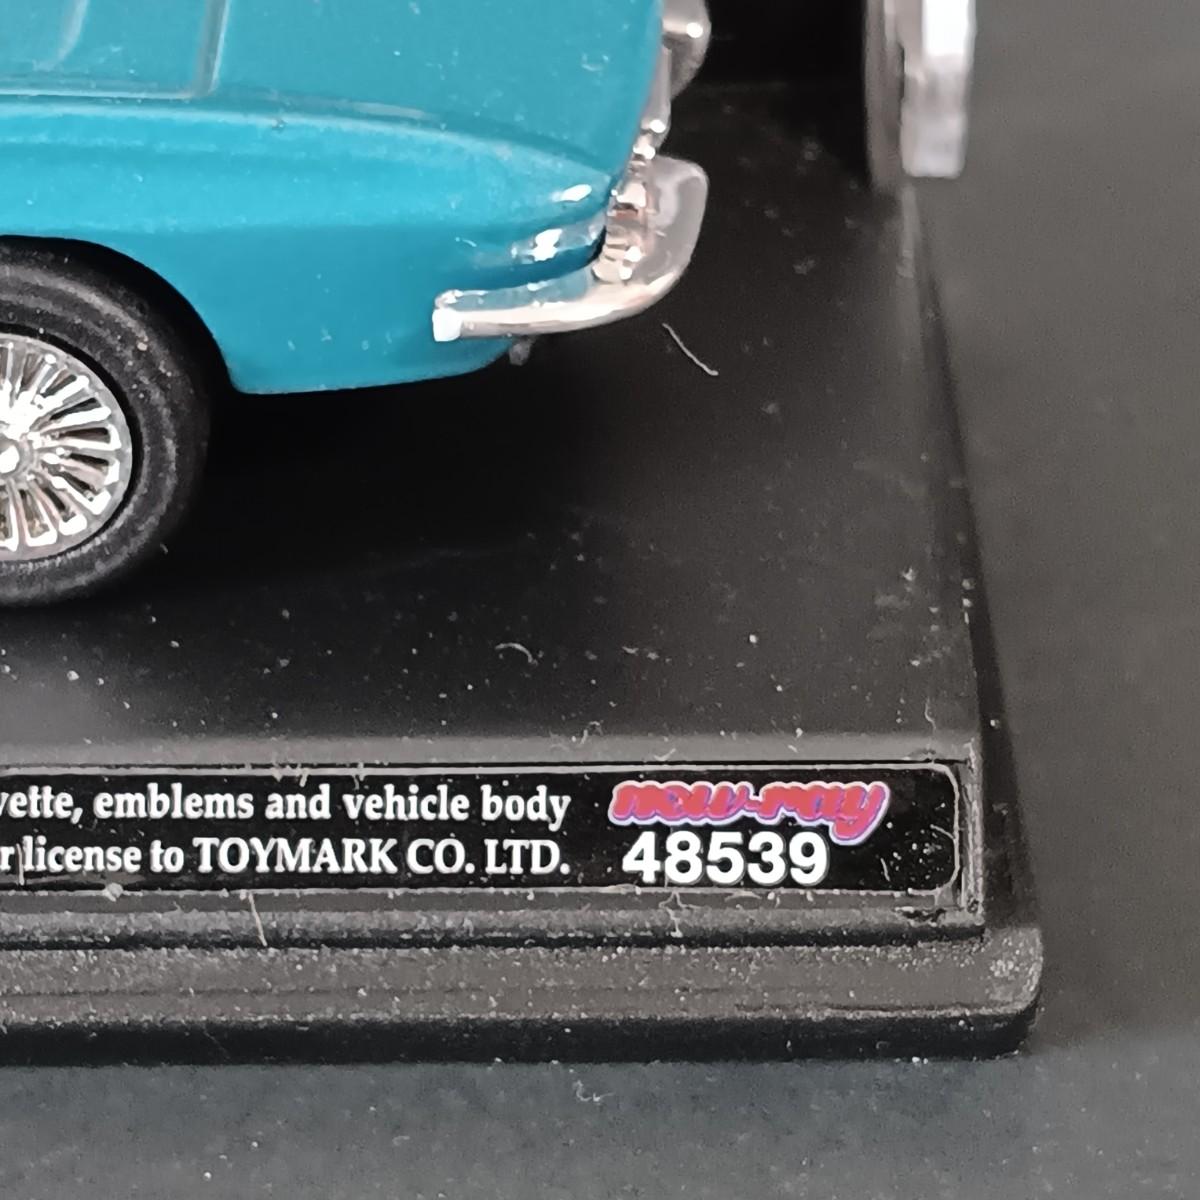 vette, emblems and vehicle body
new-ray
r license to TOYMARK CO. LTD.
48539